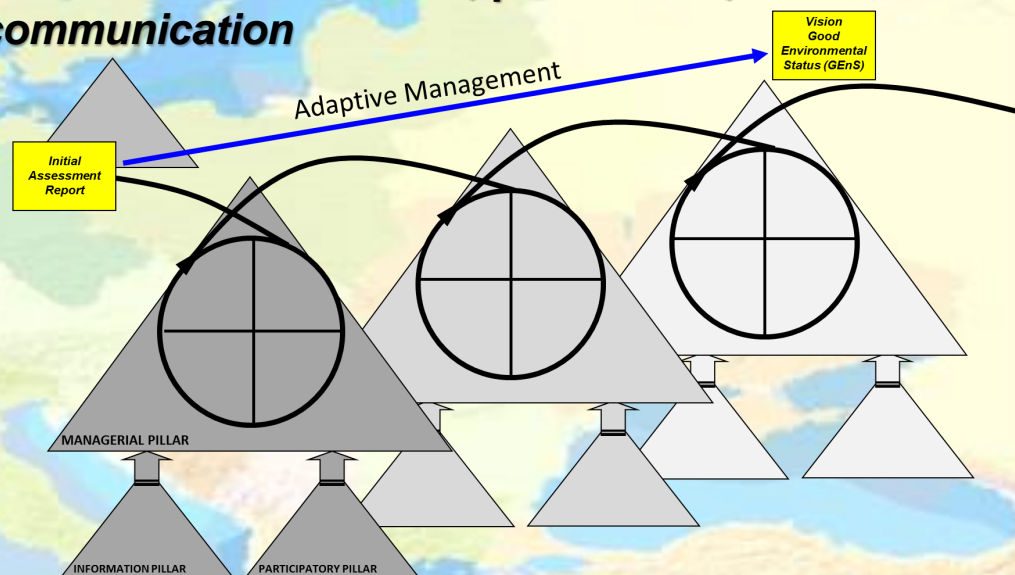 communication
Vision
Good
Environmental
Status (GEnS)
Adaptive Management
Initial
Assessment
Report
MANAGERIAL PILLAR
INFORMATION PILLAR
PARTICIPATORY PILLAR